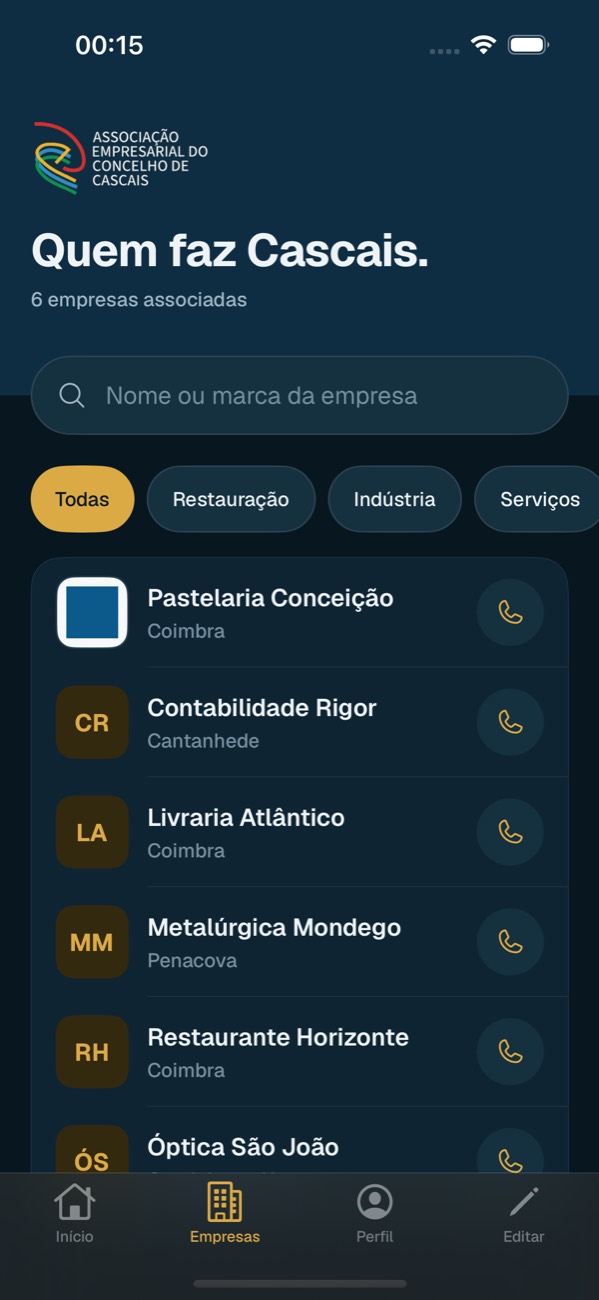 00:15
ASSOCIAÇÃO
EMPRESARIAL DO
CONCELHO DE
CASCAIS
Quem faz Cascais.
6 empresas associadas
Nome ou marca da empresa
Todas
Restauração
Indústria
Serviços
Pastelaria Conceição
Coimbra
CR
Contabilidade Rigor
Cantanhede
LA
Livraria Atlântico
Coimbra
MM
Metalúrgica Mondego
Penacova
RH
Restaurante Horizonte
Coimbra
ÓS
Óptica São João
Início
Empresas
Perfil
Editar